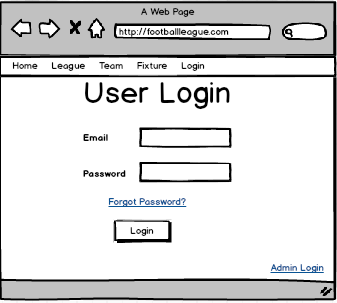 A Web Page
http://footballleague.com
Home League Team Fixture Login
User Login
Email
Password
Forgot Password?
Login
Admin Login